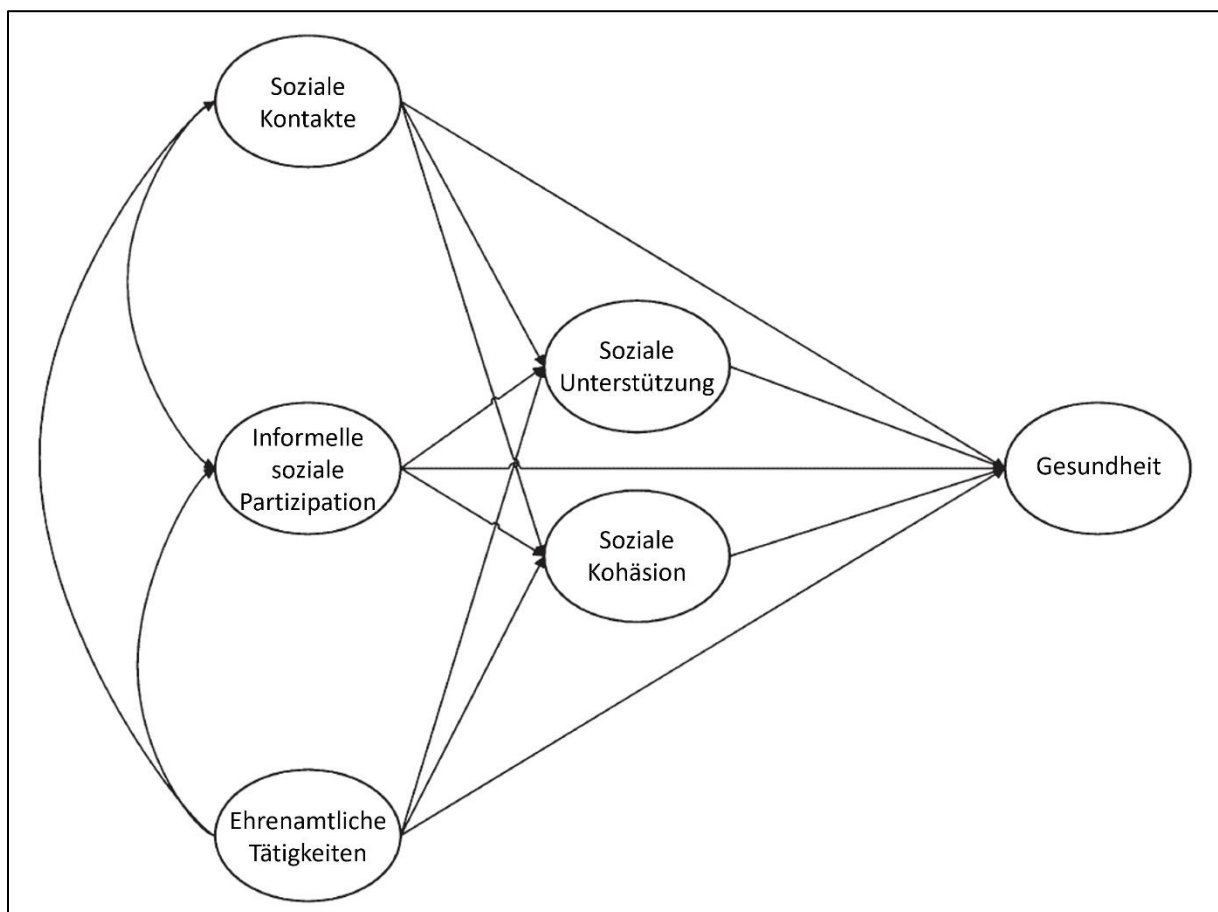 Soziale
Kontakte
Soziale
Unterstützung
Informelle
soziale
Partizipation
Gesundheit
Soziale
Kohäsion
Ehrenamtliche
Tätigkeiten